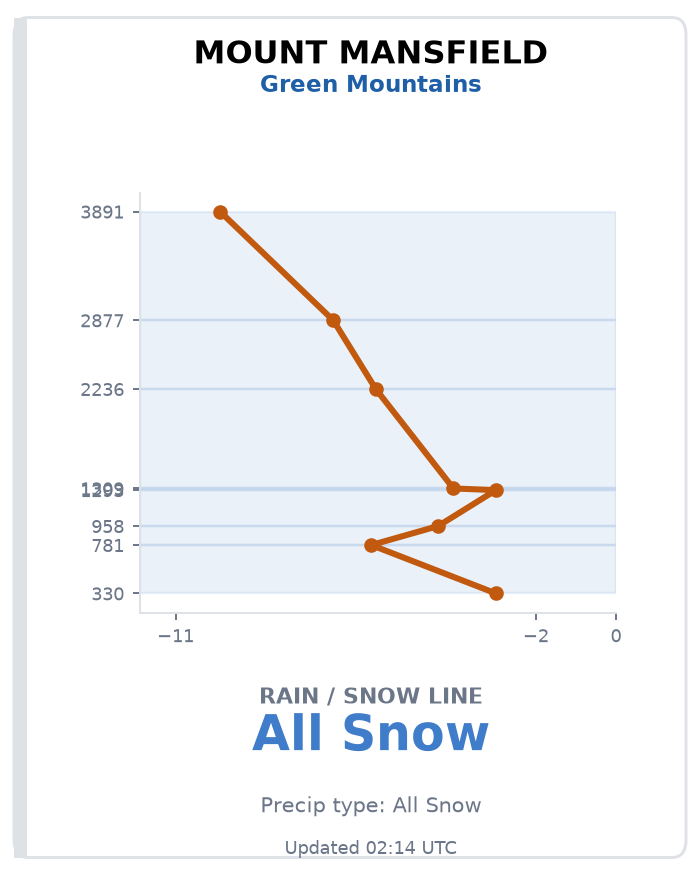 MOUNT MANSFIELD
Green Mountains
3891
2877
2236
958
781
330
−11 −2 0
RAIN / SNOW LINE
All Snow
Precip type: All Snow
Updated 02:14 UTC